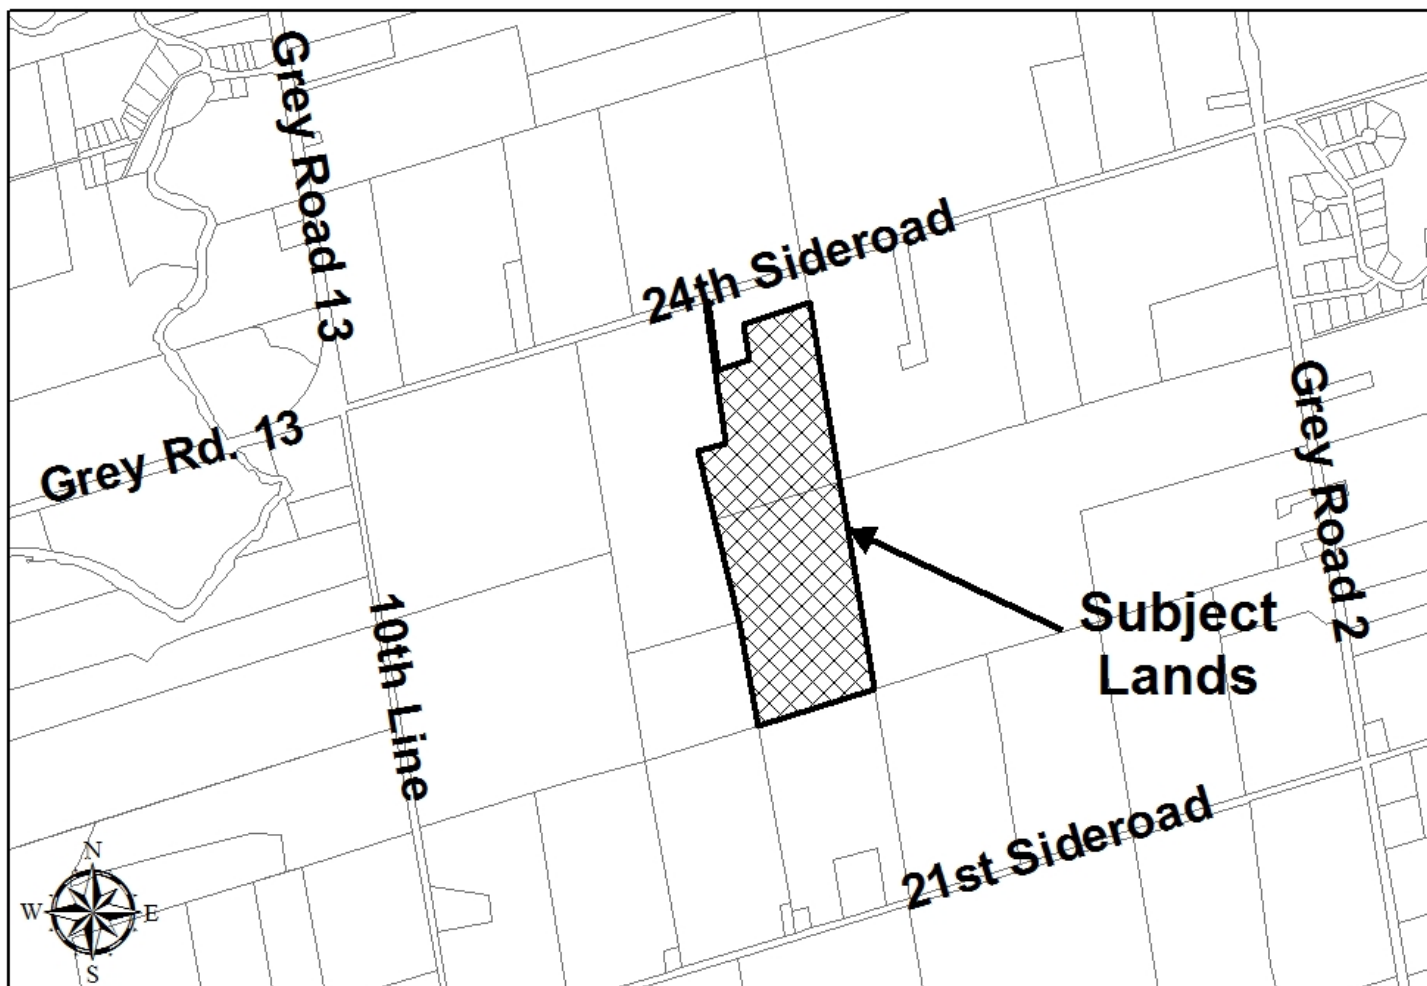 Grey Road 13
24th Sideroad
Grey Rd. 13
Grey Road 2
Subject
Lands
10th Line
21st Sideroad
N
W
E
S